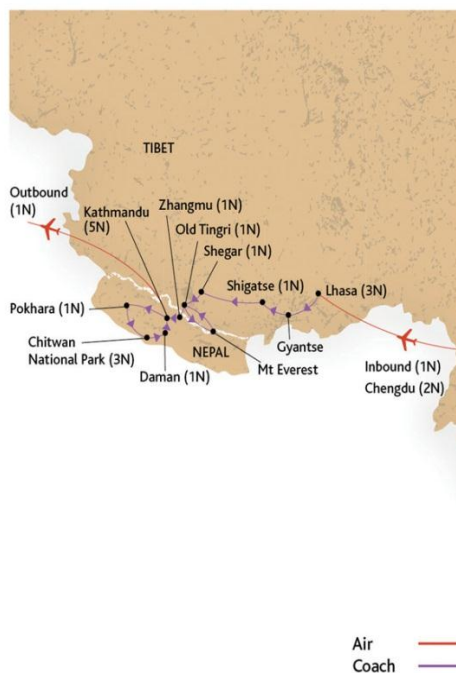 TIBET
Outbound
(1N)
Kathmandu
(5N)
Zhangmu (1N)
Old Tingri (1N)
Shegar (1N)
Shigatse (1N)
Lhasa (3N)
Pokhara (1N)
Chitwan
National Park (3N)
Daman (1N)
NEPAL
Mt Everest
Gyantse
Inbound (1N)
Chengdu (2N)
Air
Coach